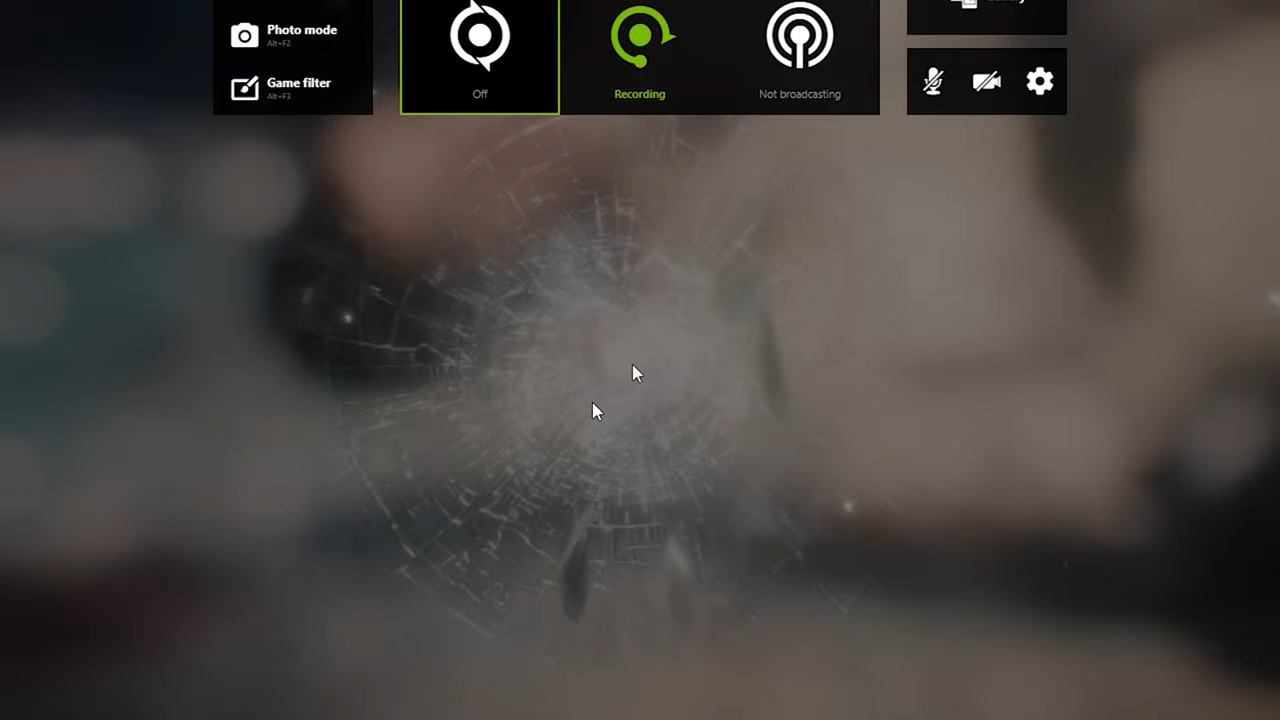 Photo mode
Alt+F2
Game filter
Alt+F3
Off
Recording
Not broadcasting